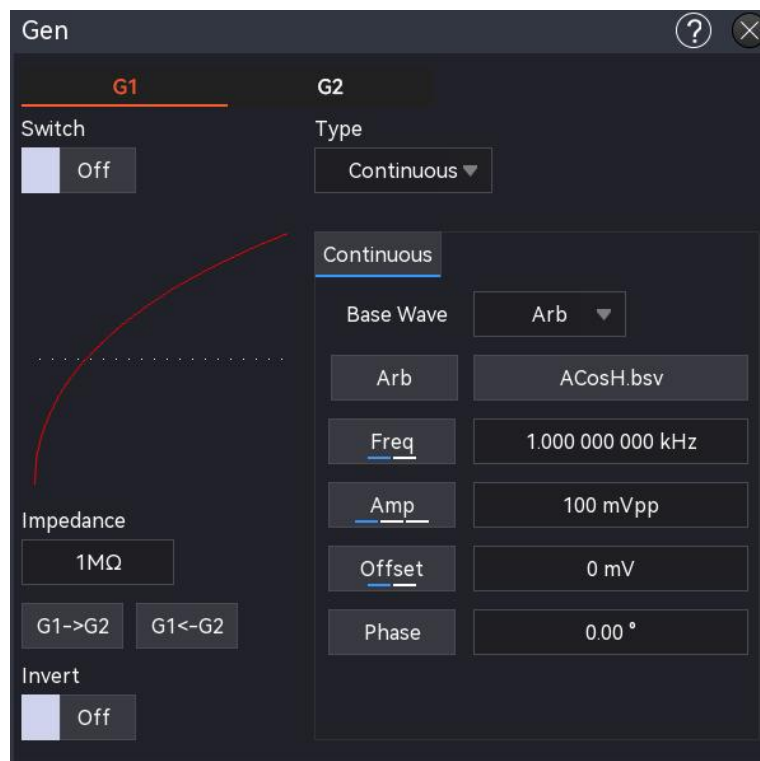 Gen
G1 G2
Switch Type
Off Continuous
Continuous
Base Wave Arb
Arb ACosH.bsv
Freq 1.000 000 000 kHz
Amp 100 mVpp
Impedance
1MΩ
Offset 0 mV
G1->G2 G1<-G2
Phase 0.00 °
Invert
Off